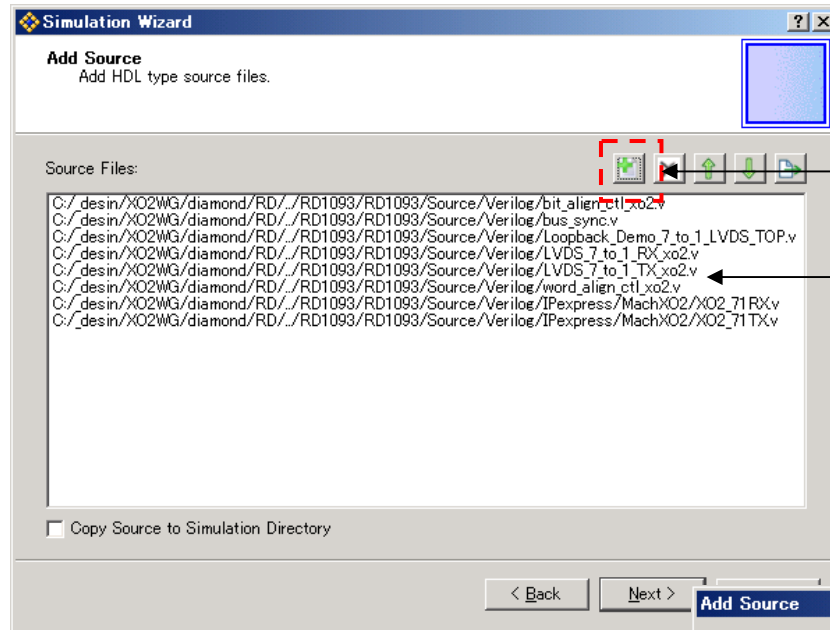 Simulation Wizard
Add Source
Add HDL type source files.
Source Files:
C:/_desin/XO2WG/diamond/RD/../RD1093/RD1093/Source/Verilog/bit_align_ctl_xo2.v
C:/_desin/XO2WG/diamond/RD/../RD1093/RD1093/Source/Verilog/bus_sync.v
C:/_desin/XO2WG/diamond/RD/../RD1093/RD1093/Source/Verilog/Loopback_Demo_7_to_1_LVDS_TOP.v
C:/_desin/XO2WG/diamond/RD/../RD1093/RD1093/Source/Verilog/LVDS_7_to_1_RX_xo2.v
C:/_desin/XO2WG/diamond/RD/../RD1093/RD1093/Source/Verilog/LVDS_7_to_1_TX_xo2.v
C:/_desin/XO2WG/diamond/RD/../RD1093/RD1093/Source/Verilog/word_align_ctl_xo2.v
C:/_desin/XO2WG/diamond/RD/../RD1093/RD1093/Source/Verilog/IPexpress/MachXO2/XO2_71RX.v
C:/_desin/XO2WG/diamond/RD/../RD1093/RD1093/Source/Verilog/IPexpress/MachXO2/XO2_71TX.v
Copy Source to Simulation Directory
< Back Next >
Add Source